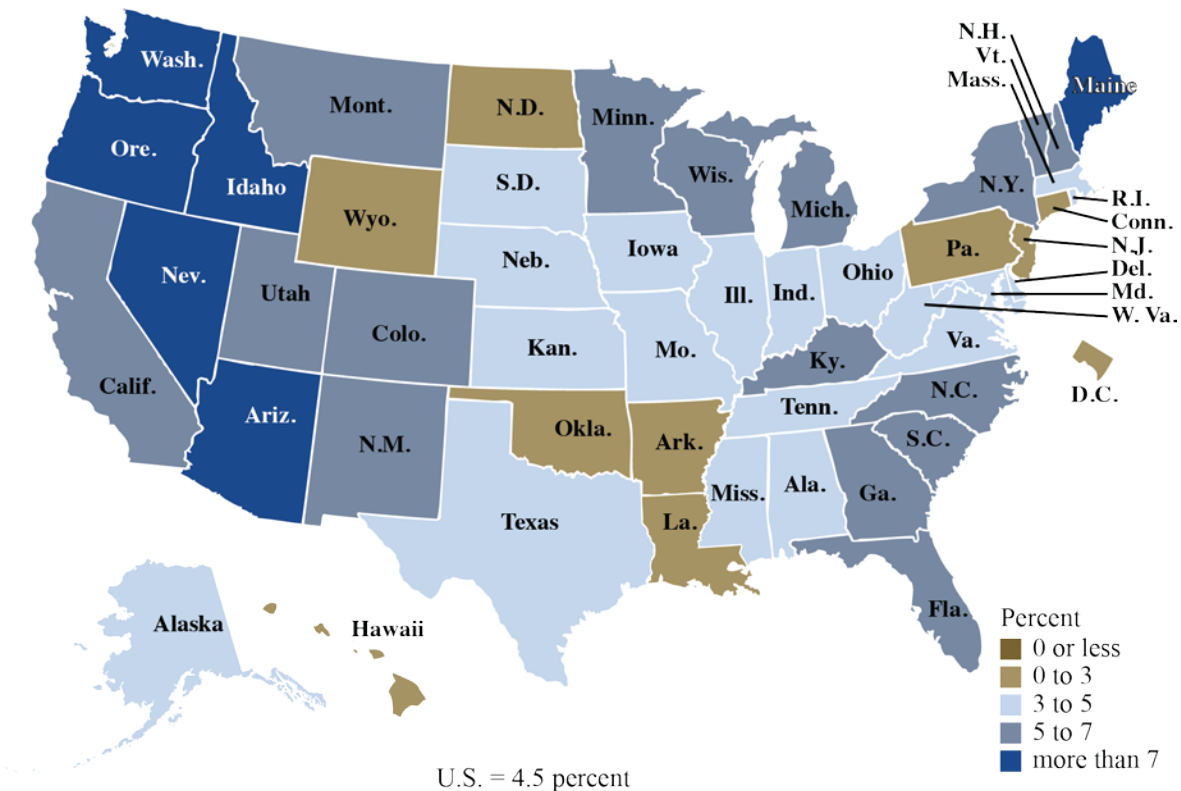 N.H.
Vt.
Mass.
Maine
Wash.
Mont.
N.D.
Minn.
Ore.
Idaho
S.D.
Wis.
Mich.
N.Y.
R.I.
Conn.
N.J.
Del.
Md.
W. Va.
Wyo.
Nev.
Utah
Colo.
Neb.
Iowa
Ill.
Ind.
Ohio
Pa.
Va.
D.C.
Calif.
Kan.
Mo.
Ky.
N.C.
Tenn.
S.C.
Ariz.
N.M.
Okla.
Ark.
Miss.
Ala.
Ga.
Texas
La.
Fla.
Alaska
Hawaii
Percent
0 or less
0 to 3
3 to 5
5 to 7
more than 7
U.S. = 4.5 percent